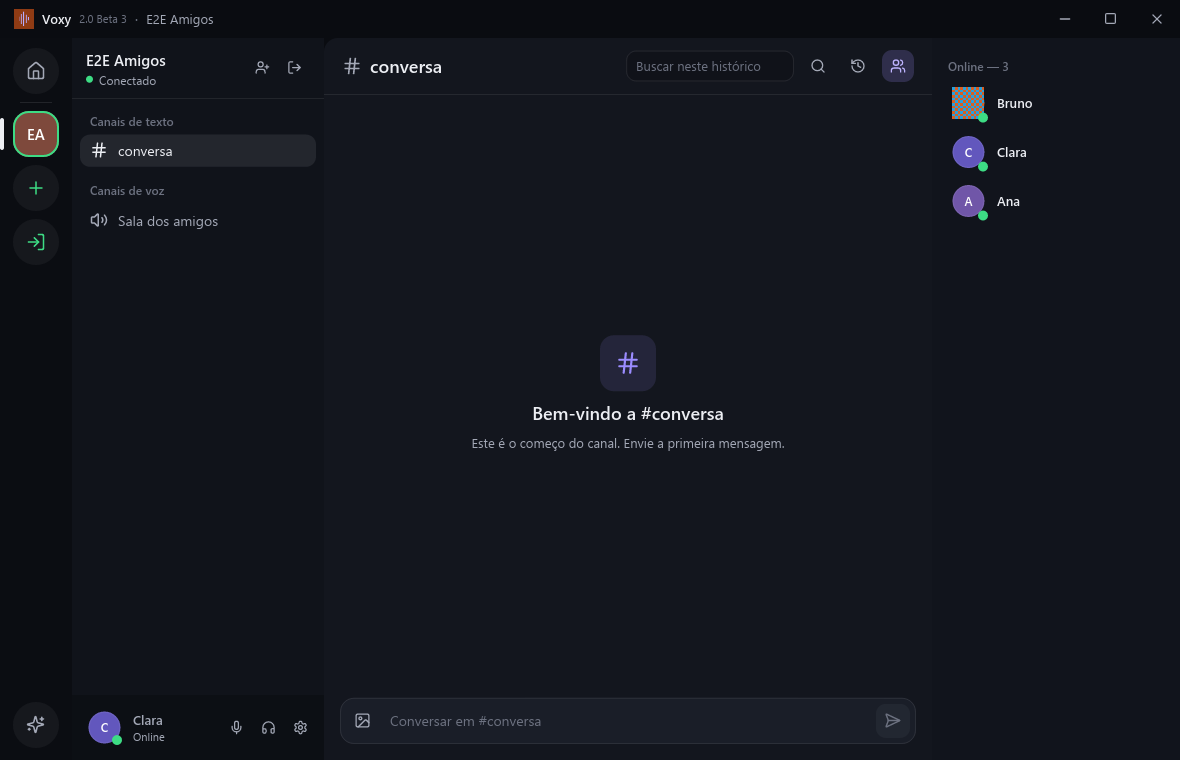 Voxy 2.0 Beta 3 · E2E Amigos
EA
E2E Amigos
Conectado
Canais de texto
conversa
Canais de voz
Sala dos amigos
C
Clara
Online
# conversa
Buscar neste histórico
#
Bem-vindo a #conversa
Este é o começo do canal. Envie a primeira mensagem.
Conversar em #conversa
Online — 3
Bruno
C Clara
A Ana